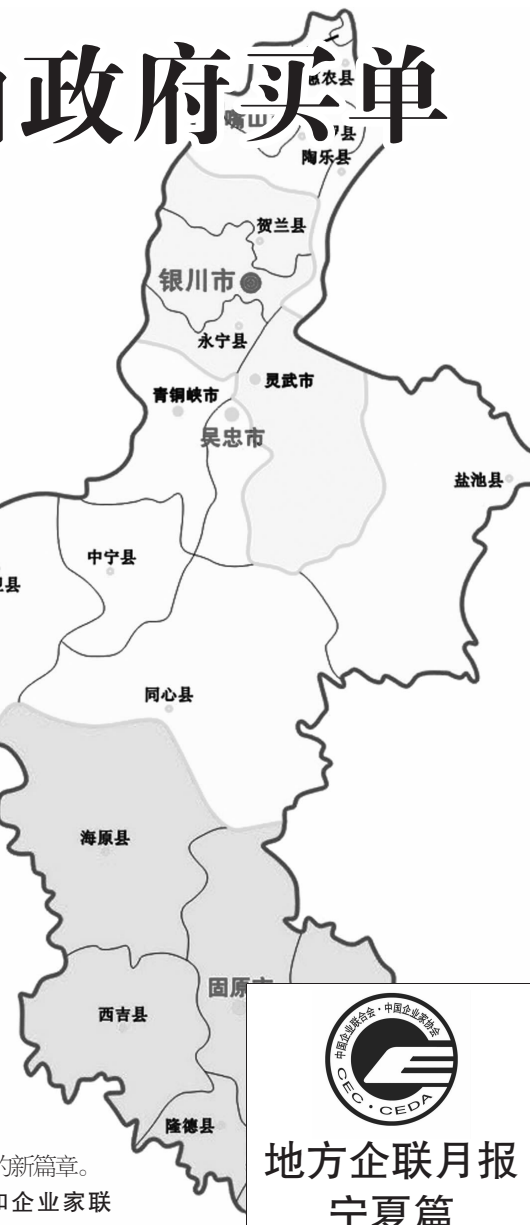 政府买单
农县
陶乐县
贺兰县
银川市
永宁县
灵武市
青铜峡市
吴忠市
盐池县
中宁县
县
同心县
海原县
固原市
西吉县
隆德县
中国企业联合会·中国企业家协会
CEC·CEDA
地方企联月报
宁夏篇
的新篇章。
和企业家联